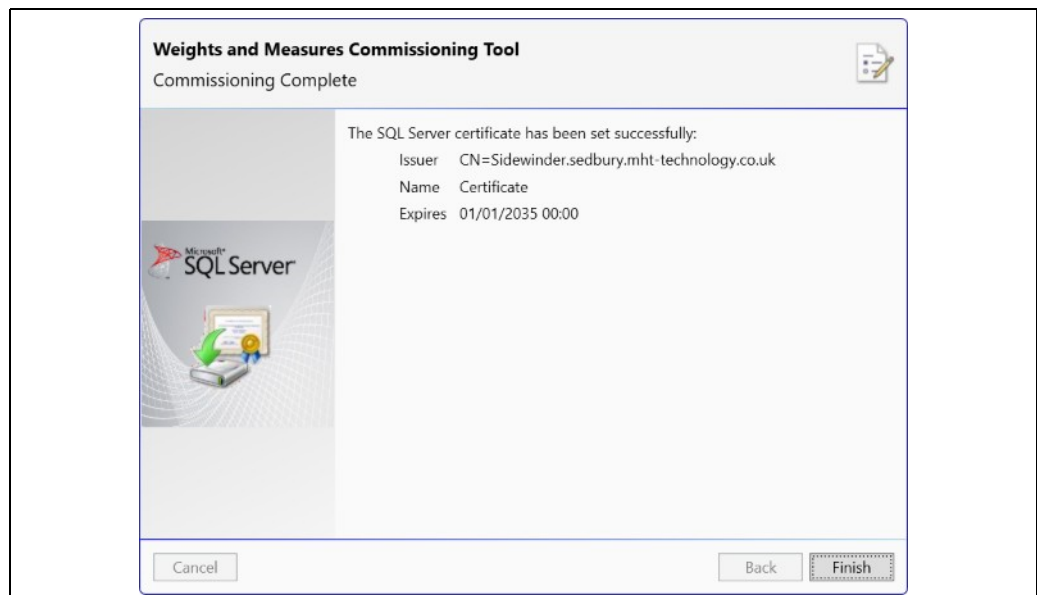 Weights and Measures Commissioning Tool
Commissioning Complete
The SQL Server certificate has been set successfully:
Issuer CN=Sidewinder.sedbury.mht-technology.co.uk
Name Certificate
Expires 01/01/2035 00:00
Microsoft®
SQL Server
Cancel
Back
Finish